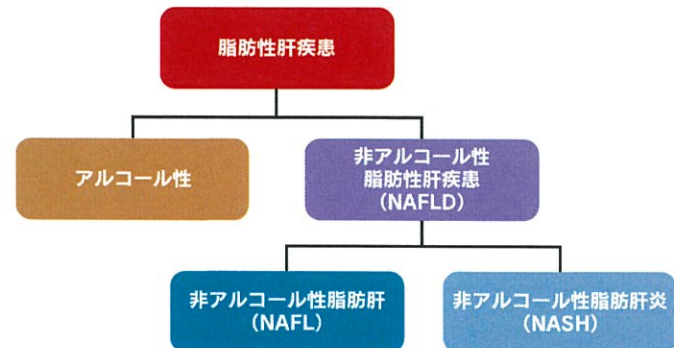 脂肪性肝疾患
アルコール性
非アルコール性
脂肪性肝疾患
(NAFLD)
非アルコール性脂肪肝
(NAFL)
非アルコール性脂肪肝炎
(NASH)